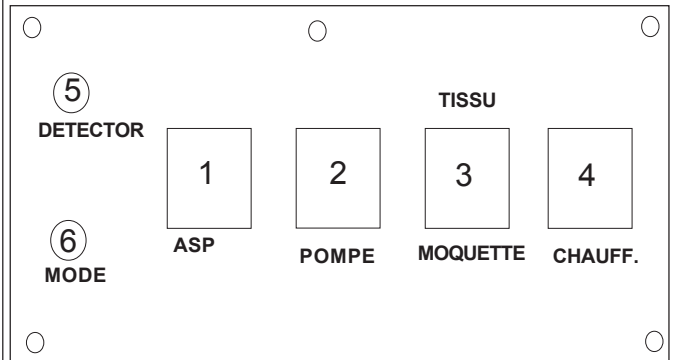 5
DETECTOR
TISSU
1
2
3
4
6
MODE
ASP
POMPE
MOQUETTE
CHAUFF.